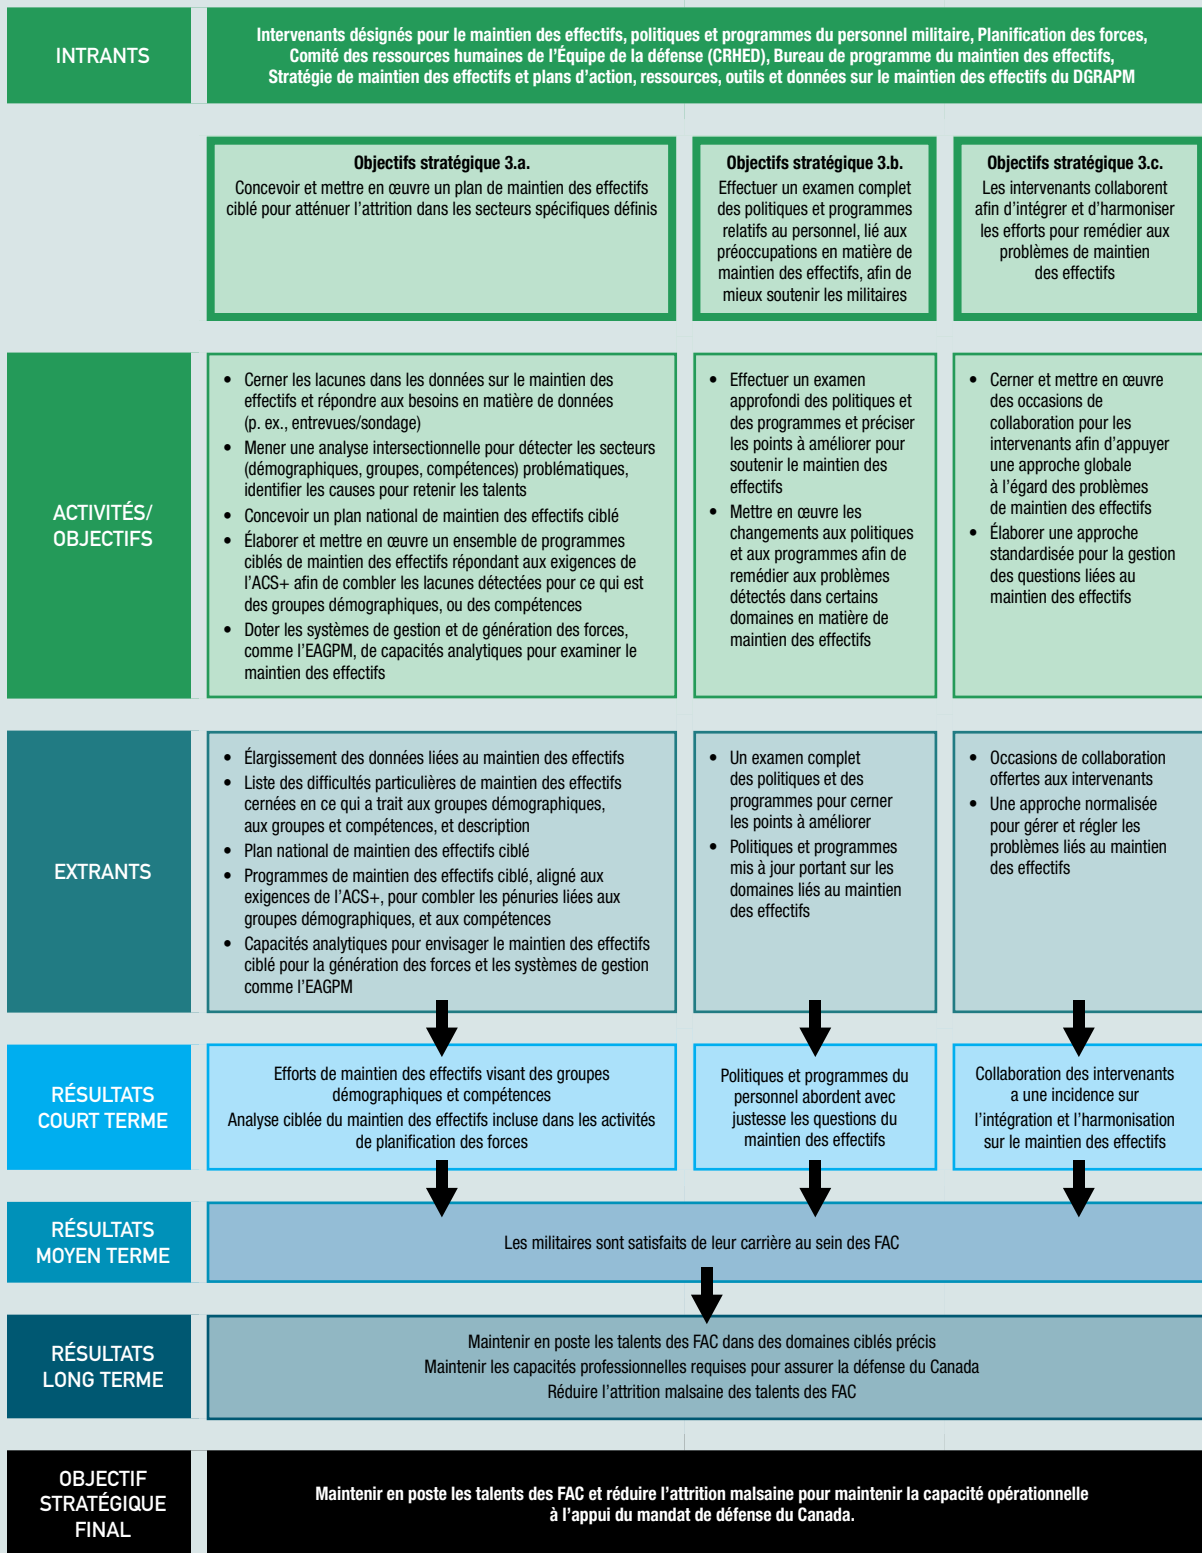 INTRANTS
Intervenants désignés pour le maintien des effectifs, politiques et programmes du personnel militaire, Planification des forces,
Comité des ressources humaines de l'Équipe de la défense (CRHED), Bureau de programme du maintien des effectifs,
Stratégie de maintien des effectifs et plans d'action, ressources, outils et données sur le maintien des effectifs du DGRAPM
Objectifs stratégique 3.a.
Concevoir et mettre en œuvre un plan de maintien des effectifs
ciblé pour atténuer l'attrition dans les secteurs spécifiques définis
Objectifs stratégique 3.b.
Effectuer un examen complet
des politiques et programmes
relatifs au personnel, lié aux
préoccupations en matière de
maintien des effectifs, afin de
mieux soutenir les militaires
Objectifs stratégique 3.c.
Les intervenants collaborent
afin d'intégrer et d'harmoniser
les efforts pour remédier aux
problèmes de maintien
des effectifs
ACTIVITÉS/
OBJECTIFS
• Cerner les lacunes dans les données sur le maintien des
effectifs et répondre aux besoins en matière de données
(p. ex., entrevues/sondage)
• Mener une analyse intersectionnelle pour détecter les secteurs
(démographiques, groupes, compétences) problématiques,
identifier les causes pour retenir les talents
• Concevoir un plan national de maintien des effectifs ciblé
• Élaborer et mettre en œuvre un ensemble de programmes
ciblés de maintien des effectifs répondant aux exigences de
l'ACS+ afin de combler les lacunes détectées pour ce qui est
des groupes démographiques, ou des compétences
• Doter les systèmes de gestion et de génération des forces,
comme l'EAGPM, de capacités analytiques pour examiner le
maintien des effectifs
• Effectuer un examen
approfondi des politiques et
des programmes et préciser
les points à améliorer pour
soutenir le maintien des
effectifs
• Mettre en œuvre les
changements aux politiques
et aux programmes afin de
remédier aux problèmes
détectés dans certains
domaines en matière de
maintien des effectifs
• Cerner et mettre en œuvre
des occasions de
collaboration pour les
intervenants afin d'appuyer
une approche globale
à l'égard des problèmes
de maintien des effectifs
• Élaborer une approche
standardisée pour la gestion
des questions liées au
maintien des effectifs
EXTRANTS
• Élargissement des données liées au maintien des effectifs
• Liste des difficultés particulières de maintien des effectifs
cernées en ce qui a trait aux groupes démographiques,
aux groupes et compétences, et description
• Plan national de maintien des effectifs ciblé
• Programmes de maintien des effectifs ciblé, aligné aux
exigences de l'ACS+, pour combler les pénuries liées aux
groupes démographiques, et aux compétences
• Capacités analytiques pour envisager le maintien des effectifs
ciblé pour la génération des forces et les systèmes de gestion
comme l'EAGPM
• Un examen complet
des politiques et des
programmes pour cerner
les points à améliorer
• Politiques et programmes
mis à jour portant sur les
domaines liés au maintien
des effectifs
• Occasions de collaboration
offertes aux intervenants
• Une approche normalisée
pour gérer et régler les
problèmes liés au maintien
des effectifs
RÉSULTATS
COURT TERME
Efforts de maintien des effectifs visant des groupes
démographiques et compétences
Analyse ciblée du maintien des effectifs incluse dans les activités
de planification des forces
Politiques et programmes du
personnel abordent avec
justesse les questions du
maintien des effectifs
Collaboration des intervenants
a une incidence sur
l'intégration et l'harmonisation
sur le maintien des effectifs
RÉSULTATS
MOYEN TERME
Les militaires sont satisfaits de leur carrière au sein des FAC
RÉSULTATS
LONG TERME
Maintenir en poste les talents des FAC dans des domaines ciblés précis
Maintenir les capacités professionnelles requises pour assurer la défense du Canada
Réduire l'attrition malsaine des talents des FAC
OBJECTIF
STRATÉGIQUE
FINAL
Maintenir en poste les talents des FAC et réduire l'attrition malsaine pour maintenir la capacité opérationnelle
à l'appui du mandat de défense du Canada.